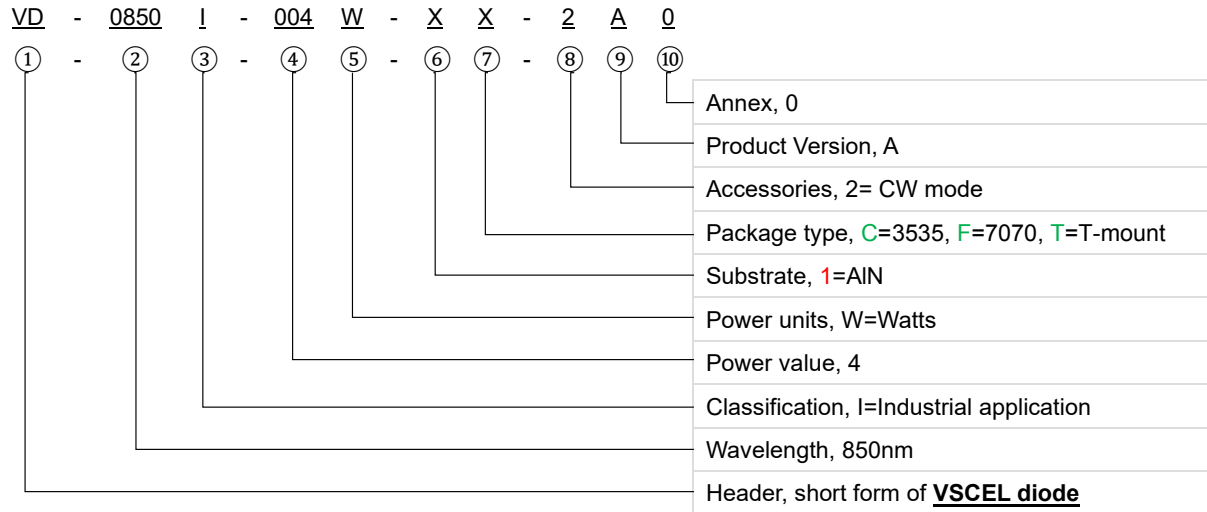 VD - 0850 I - 004 W - X X - 2 A 0
① - ② ③ - ④ ⑤ - ⑥ ⑦ - ⑧ ⑨ ⑩
Annex, 0
Product Version, A
Accessories, 2= CW mode
Package type, C=3535, F=7070, T=T-mount
Substrate, 1=AlN
Power units, W=Watts
Power value, 4
Classification, I=Industrial application
Wavelength, 850nm
Header, short form of VSCEL diode